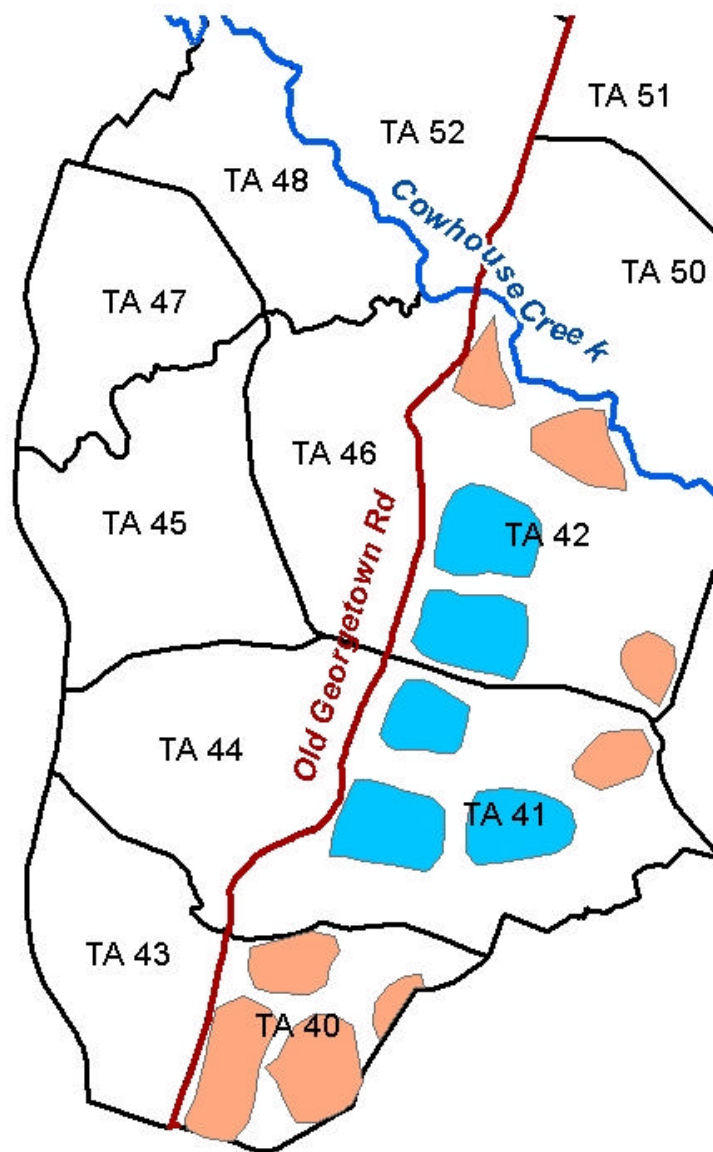 TA 51
TA 52
TA 48
Cowhouse Creek
TA 50
TA 47
TA 46
TA 45
TA 42
Old Georgetown Rd
TA 44
TA 41
TA 43
TA 40